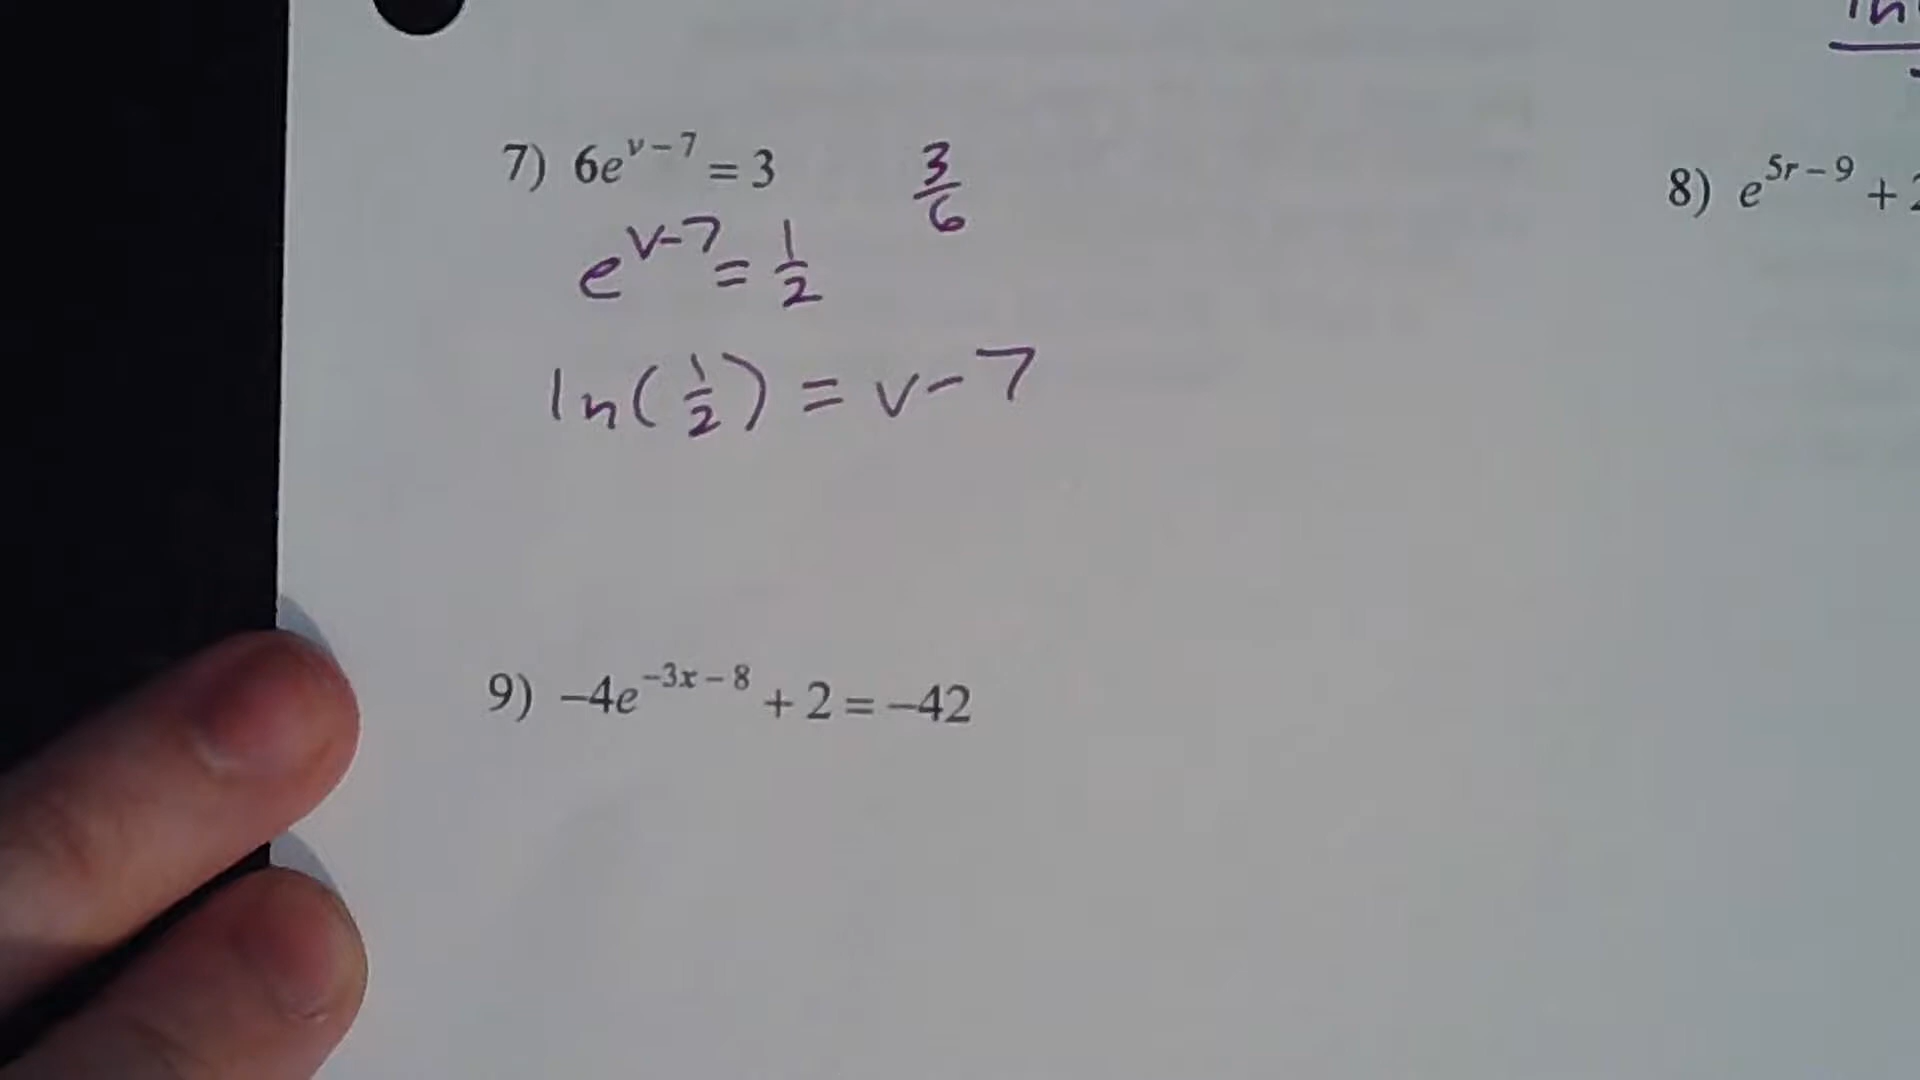 7) 6e^{v-7} = 3
3/6
e^{v-7} = 1/2
ln(1/2) = v-7
8) e^{5r-9} +
9) -4e^{-3x-8} + 2 = -42